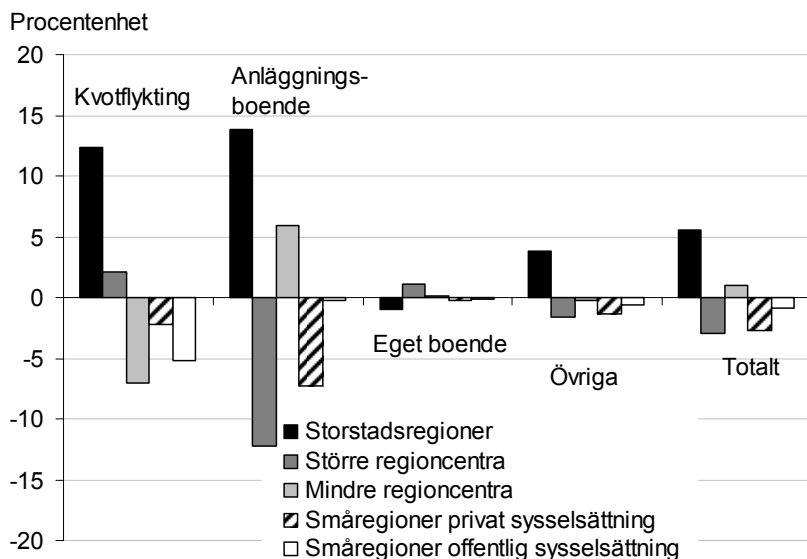 Procentenhet
20
15
10
5
0
-5
-10
-15
-20
Kvotflykting
Anläggnings-
boende
Eget boende
Övriga
Totalt
Storstadsregioner
Större regioncentra
Mindre regioncentra
Småregioner privat sysselsättning
Småregioner offentlig sysselsättning